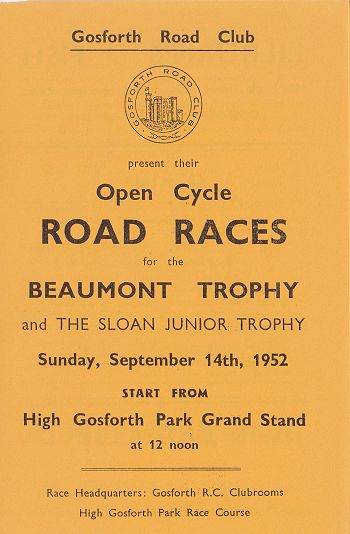 Gosforth Road Club
GOSFORTH ROAD CLUB
present their
Open Cycle
ROAD RACES
for the
BEAUMONT TROPHY
and THE SLOAN JUNIOR TROPHY
Sunday, September 14th, 1952
START FROM
High Gosforth Park Grand Stand
at 12 noon
Race Headquarters: Gosforth R.C. Clubrooms
High Gosforth Park Race Course